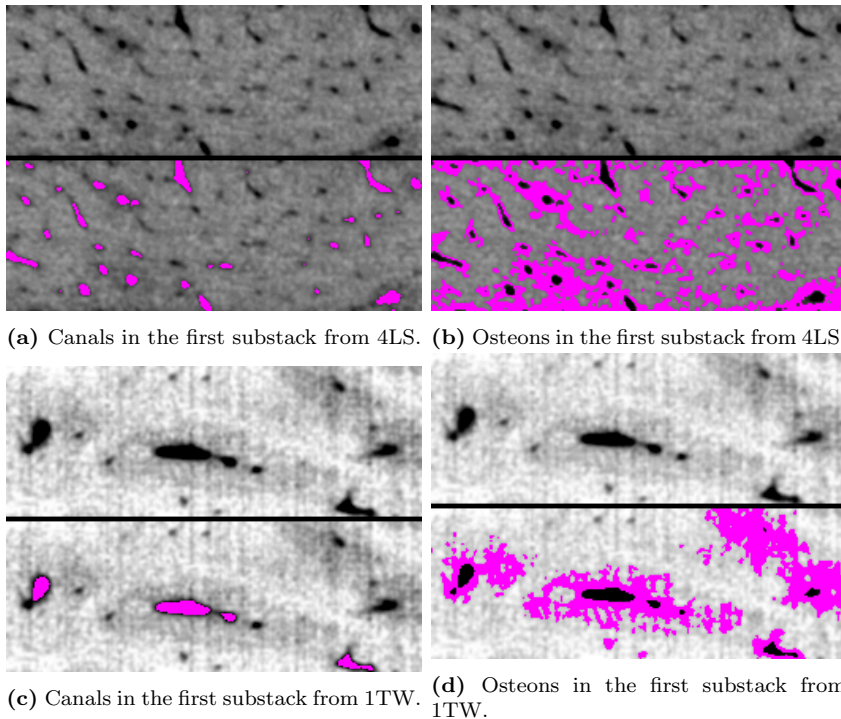 (a) Canals in the first substack from 4LS.
(b) Osteons in the first substack from 4LS
(c) Canals in the first substack from 1TW.
(d) Osteons in the first substack from
1TW.